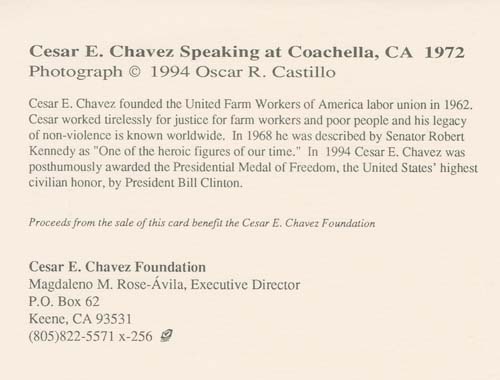 Cesar E. Chavez Speaking at Coachella, CA 1972
Photograph © 1994 Oscar R. Castillo
Cesar E. Chavez founded the United Farm Workers of America labor union in 1962.
Cesar worked tirelessly for justice for farm workers and poor people and his legacy
of non-violence is known worldwide. In 1968 he was described by Senator Robert
Kennedy as "One of the heroic figures of our time." In 1994 Cesar E. Chavez was
posthumously awarded the Presidential Medal of Freedom, the United States' highest
civilian honor, by President Bill Clinton.
Proceeds from the sale of this card benefit the Cesar E. Chavez Foundation
Cesar E. Chavez Foundation
Magdaleno M. Rose-Ávila, Executive Director
P.O. Box 62
Keene, CA 93531
(805)822-5571 x-256